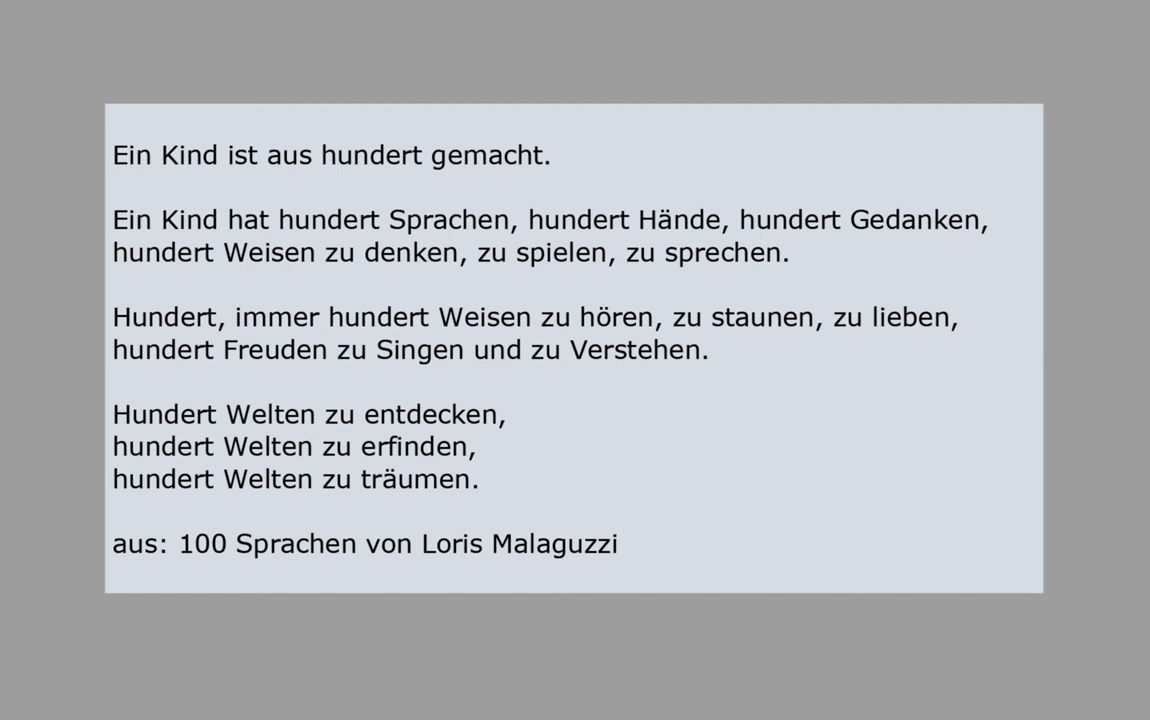 Ein Kind ist aus hundert gemacht.
Ein Kind hat hundert Sprachen, hundert Hände, hundert Gedanken,
hundert Weisen zu denken, zu spielen, zu sprechen.
Hundert, immer hundert Weisen zu hören, zu staunen, zu lieben,
hundert Freuden zu Singen und zu Verstehen.
Hundert Welten zu entdecken,
hundert Welten zu erfinden,
hundert Welten zu träumen.
aus: 100 Sprachen von Loris Malaguzzi